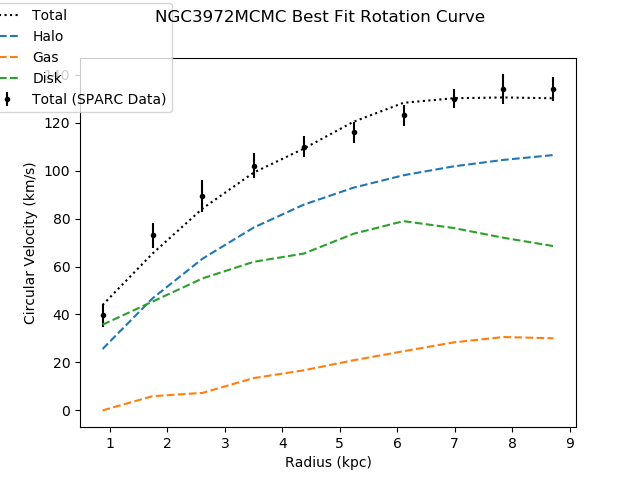 NGC3972MCMC Best Fit Rotation Curve
Total
Halo
Gas
Disk
Total (SPARC Data)
140
120
100
80
60
40
20
0
Circular Velocity (km/s)
1 2 3 4 5 6 7 8 9
Radius (kpc)